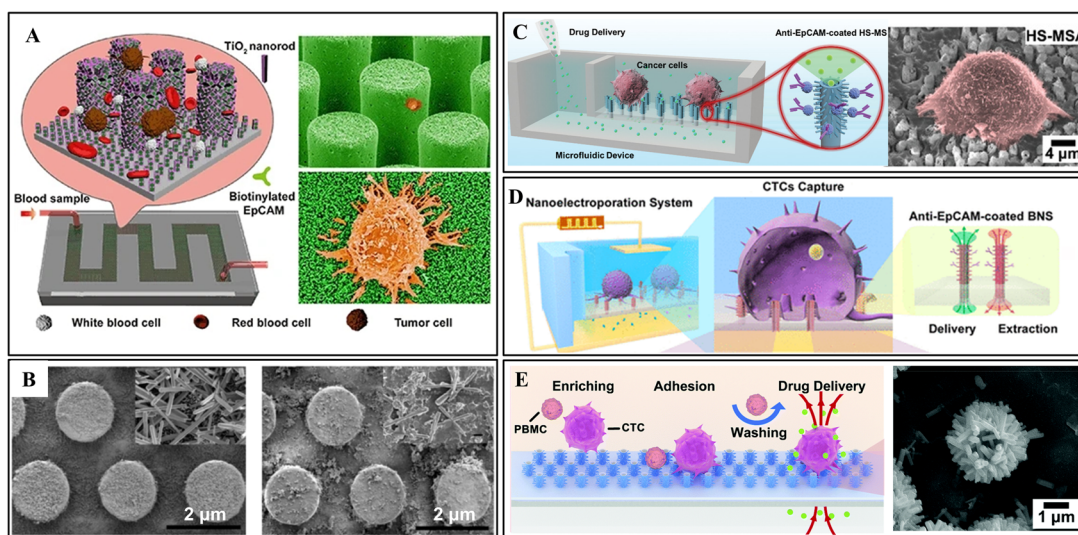 A
TiO₂ nanorod
Biotinylated
EpCAM
Blood sample
White blood cell
Red blood cell
Tumor cell
B
2 μm
2 μm
C
Drug Delivery
Cancer cells
Anti-EpCAM-coated HS-MS
Microfluidic Device
HS-MSA
4 μm
D
Nanoelectroporation System
CTCs Capture
Anti-EpCAM-coated BNS
Delivery
Extraction
E
Enriching
Adhesion
Drug Delivery
PBMC
CTC
Washing
1 μm